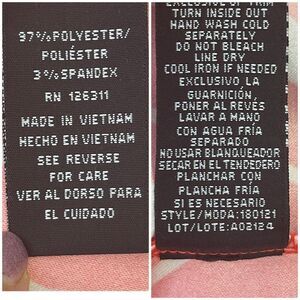 97%POLYESTER/
POLIÉSTER
3%SPANDEX
RN 126311
MADE IN VIETNAM
HECHO EN VIETNAM
SEE REVERSE
FOR CARE
VER AL DORSO PARA
EL CUIDADO
EXCLUSIVE OF TRIM
TURN INSIDE OUT
HAND WASH COLD
SEPARATELY
DO NOT BLEACH
LINE DRY
COOL IRON IF NEEDED
EXCLUSIVO LA
GUARNICIÓN,
PONER AL REVÉS
LAVAR A MANO
CON AGUA FRÍA
SEPARADO
NO USAR BLANQUEADOR
SECAR EN EL TENDEDERO
PLANCHAR CON
PLANCHA FRÍA
SI ES NECESARIO
STYLE/MODA:180121
LOT/LOTE:A02124